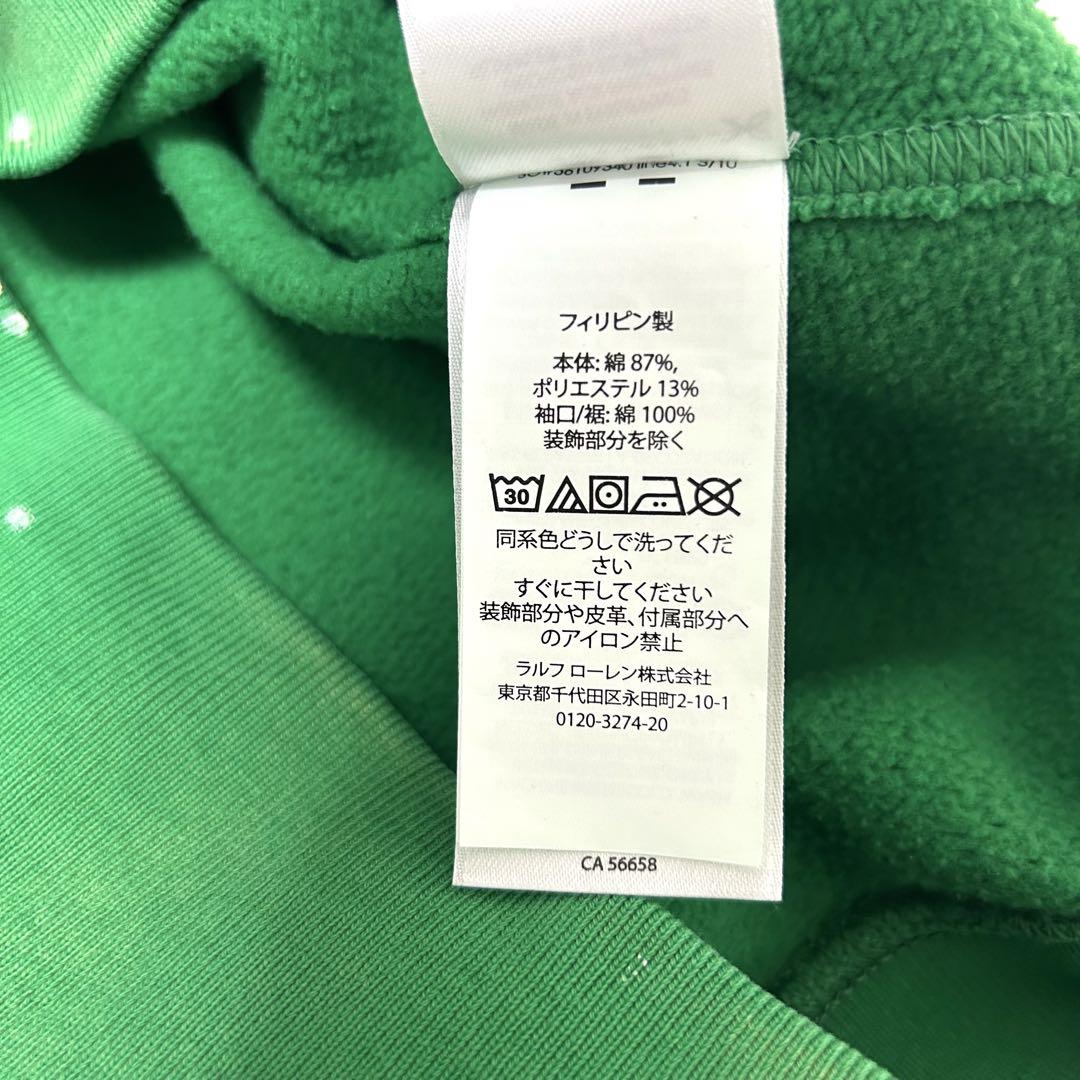 フィリピン製
本体: 綿 87%,
ポリエステル 13%
袖口/裾: 綿 100%
装飾部分を除く
30
同系色どうしで洗ってくだ
さい
すぐに干してください
装飾部分や皮革、付属部分へ
のアイロン禁止
ラルフ ローレン株式会社
東京都千代田区永田町2-10-1
0120-3274-20
CA 56658